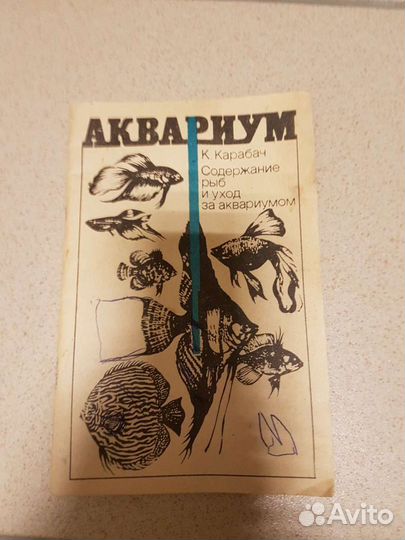 АКВАРИУМ
К. Карабач
Содержание
рыб
и уход
за аквариумом
Avito